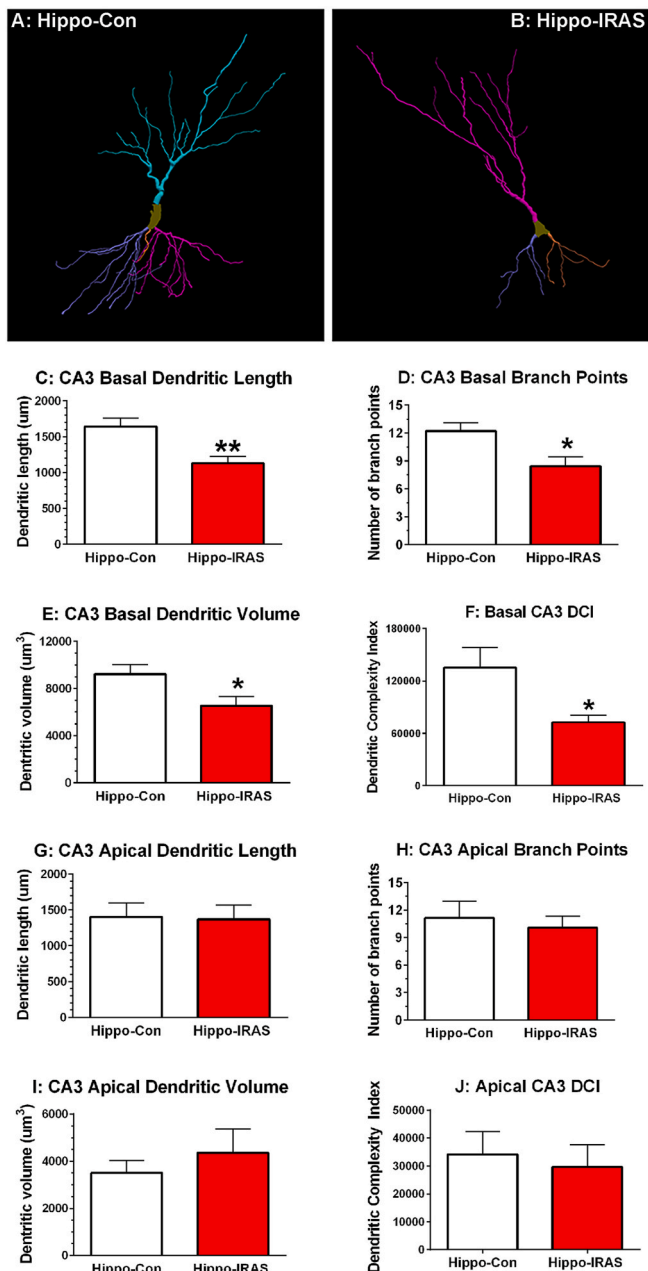 A: Hippo-Con
B: Hippo-IRAS
C: CA3 Basal Dendritic Length
Dendritic length (um)
2000
1500
1000
500
0
**
Hippo-Con Hippo-IRAS
D: CA3 Basal Branch Points
Number of branch points
15
12
9
6
3
0
*
Hippo-Con Hippo-IRAS
E: CA3 Basal Dendritic Volume
Dentritic volume (um³)
12000
8000
4000
0
*
Hippo-Con Hippo-IRAS
F: Basal CA3 DCI
Dendritic Complexity Index
180000
120000
60000
0
*
Hippo-Con Hippo-IRAS
G: CA3 Apical Dendritic Length
Dendritic length (um)
2000
1500
1000
500
0
Hippo-Con Hippo-IRAS
H: CA3 Apical Branch Points
Number of branch points
15
12
9
6
3
0
Hippo-Con Hippo-IRAS
I: CA3 Apical Dendritic Volume
Dentritic volume (um³)
6000
4000
2000
0
Hippo-Con Hippo-IRAS
J: Apical CA3 DCI
Dendritic Complexity Index
50000
40000
30000
20000
10000
0
Hippo-Con Hippo-IRAS